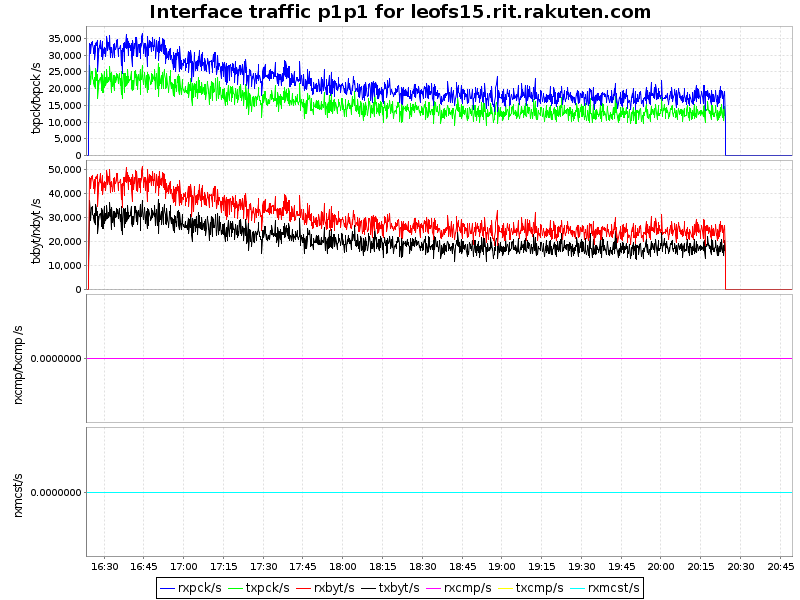 Interface traffic p1p1 for leofs15.rit.rakuten.com
txpck/txpck /s
35,000
30,000
25,000
20,000
15,000
10,000
5,000
0
txbyt/xbyt /s
50,000
40,000
30,000
20,000
10,000
0
rxcmp/txcmp /s
0.0000000
rxmcst/s
0.0000000
16:30 16:45 17:00 17:15 17:30 17:45 18:00 18:15 18:30 18:45 19:00 19:15 19:30 19:45 20:00 20:15 20:30 20:45
rxpck/s txpck/s rxbyt/s txbyt/s rxcmp/s txcmp/s rxmcst/s